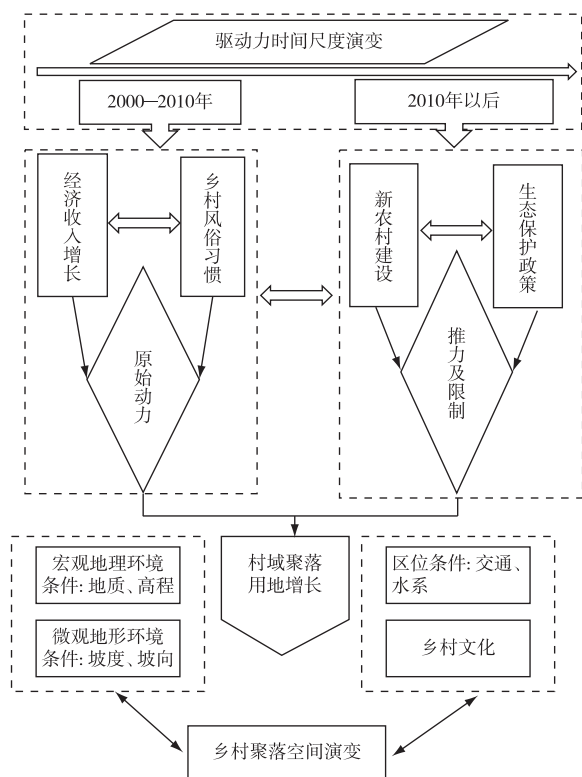 驱动力时间尺度演变
2000—2010年
2010年以后
经济收入增长
乡村风俗习惯
新农村建设
生态保护政策
原始动力
推力及限制
宏观地理环境
条件:地质、高程
微观地形环境
条件:坡度、坡向
村域聚落
用地增长
区位条件:交通、
水系
乡村文化
乡村聚落空间演变